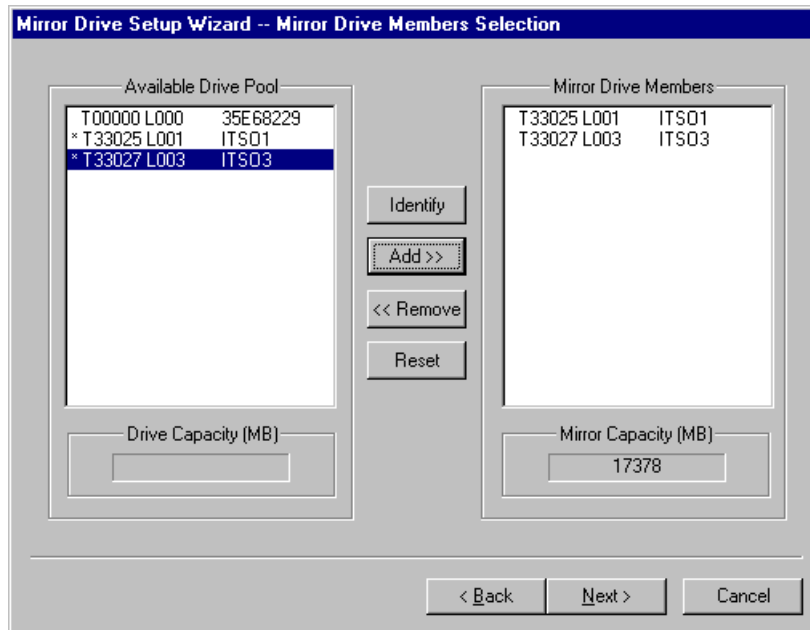 Mirror Drive Setup Wizard -- Mirror Drive Members Selection
Available Drive Pool
T00000 L000 35E68229
* T33025 L001 ITSO1
* T33027 L003 ITSO3
Drive Capacity (MB)
Identify
Add >>
<< Remove
Reset
Mirror Drive Members
T33025 L001 ITSO1
T33027 L003 ITSO3
Mirror Capacity (MB)
17378
< Back
Next >
Cancel